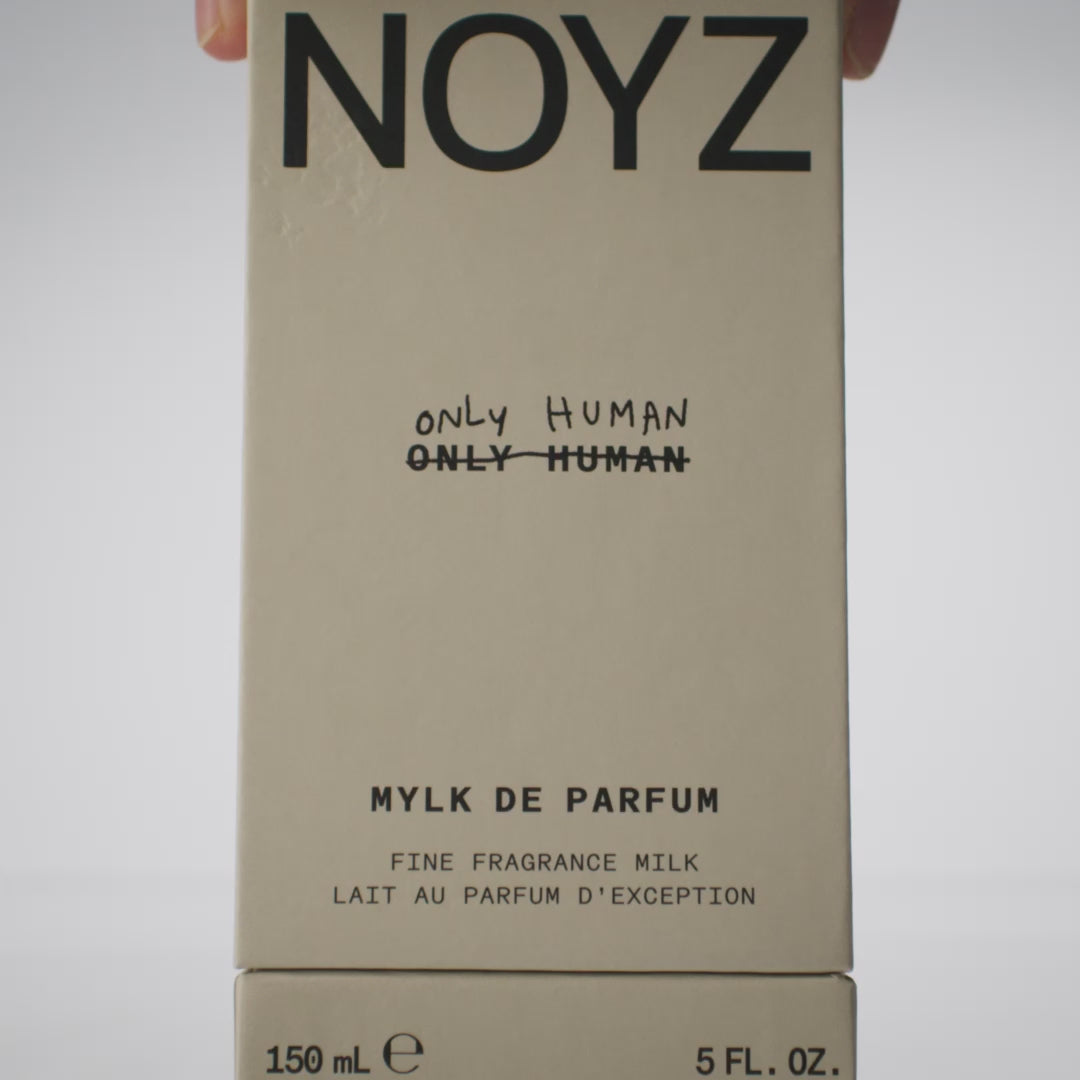 NOYZ
ONLY HUMAN
ONLY HUMAN
MYLK DE PARFUM
FINE FRAGRANCE MILK
LAIT AU PARFUM D'EXCEPTION
150 mL ℮ 5 FL. OZ.